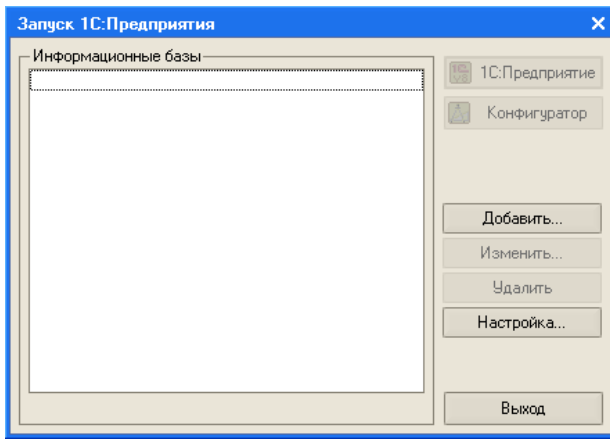 Запуск 1С:Предприятия
Информационные базы
1С:Предприятие
Конфигуратор
Добавить...
Изменить...
Удалить
Настройка...
Выход